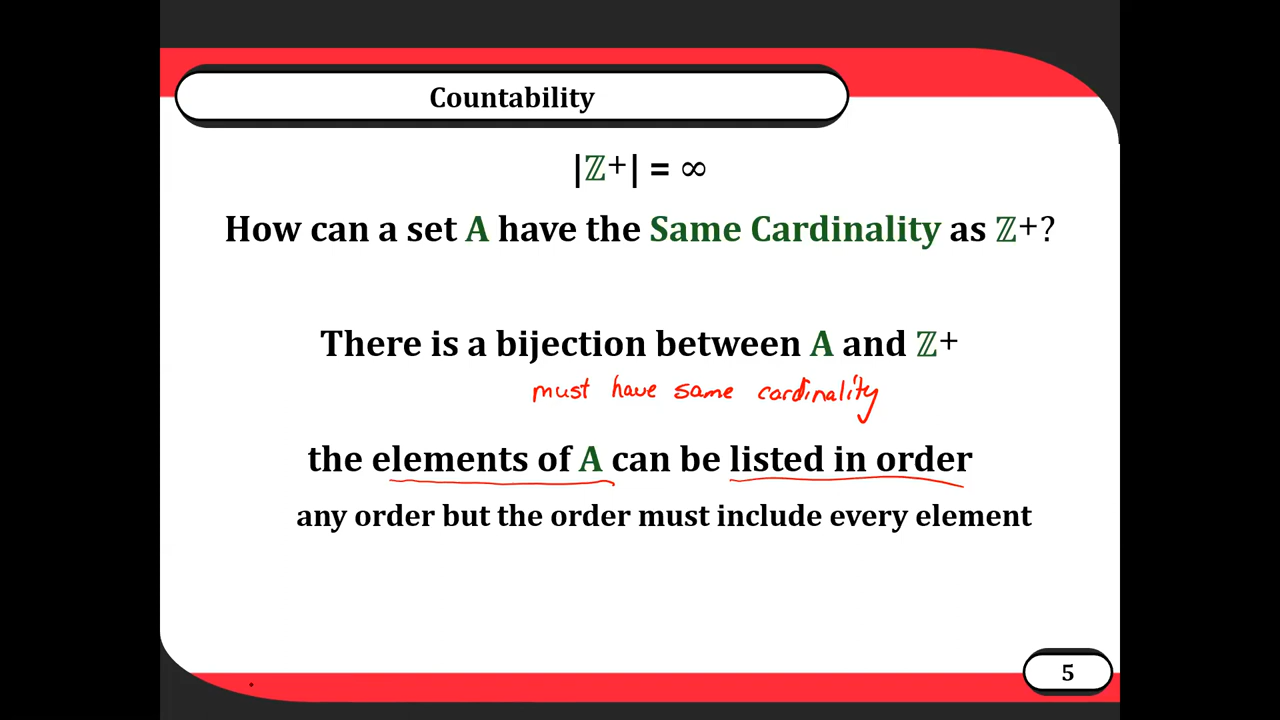 Countability
|ℤ+| = ∞
How can a set A have the Same Cardinality as ℤ+?
There is a bijection between A and ℤ+
must have same cardinality
the elements of A can be listed in order
any order but the order must include every element
5